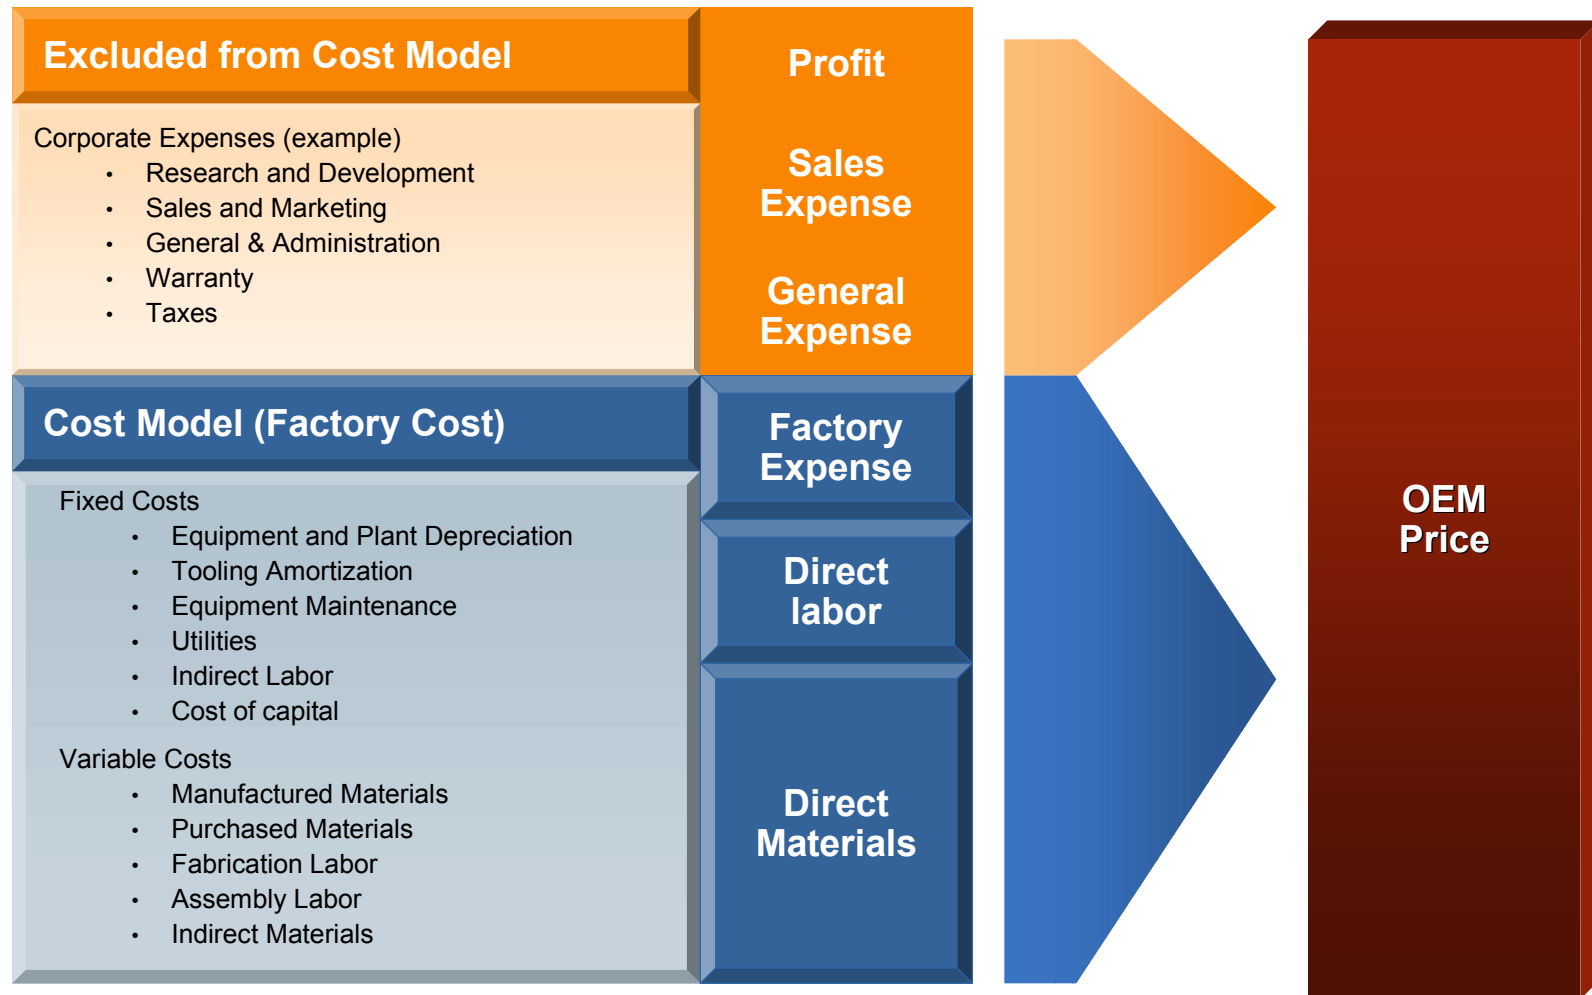 Excluded from Cost Model
Corporate Expenses (example)
• Research and Development
• Sales and Marketing
• General & Administration
• Warranty
• Taxes
Profit
Sales
Expense
General
Expense
Cost Model (Factory Cost)
Fixed Costs
• Equipment and Plant Depreciation
• Tooling Amortization
• Equipment Maintenance
• Utilities
• Indirect Labor
• Cost of capital
Variable Costs
• Manufactured Materials
• Purchased Materials
• Fabrication Labor
• Assembly Labor
• Indirect Materials
Factory
Expense
Direct
labor
Direct
Materials
OEM
Price